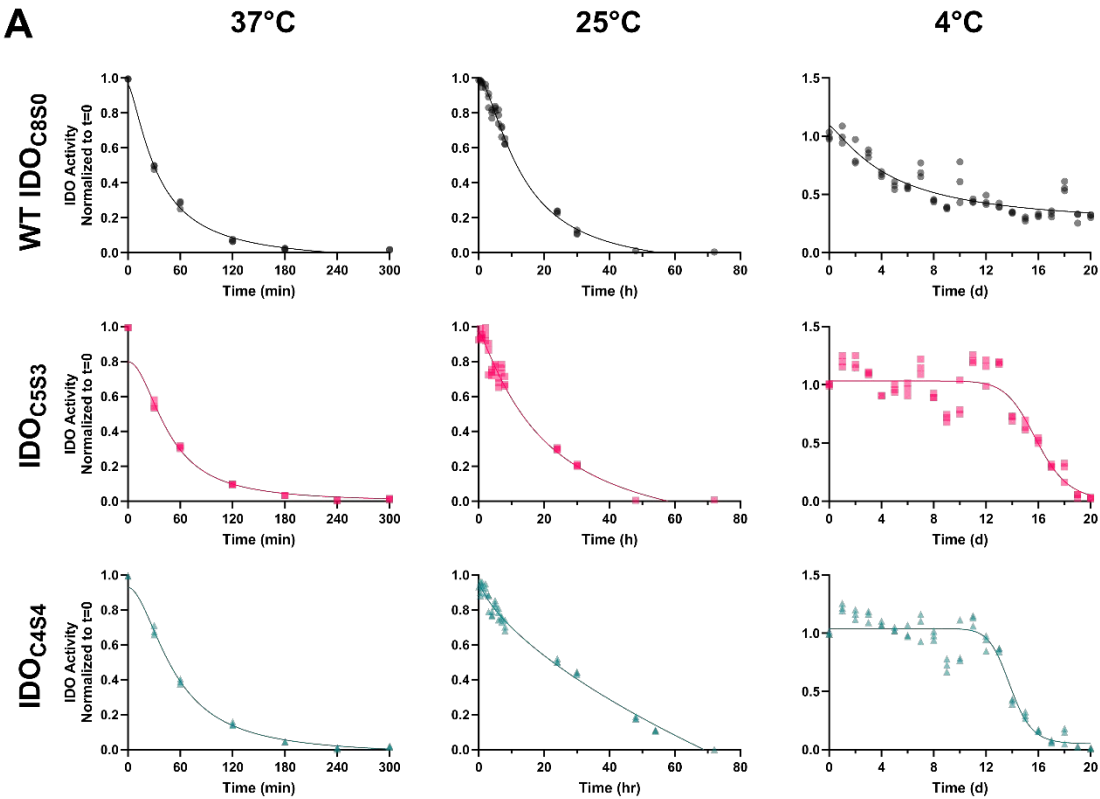 A
37°C
25°C
4°C
WT IDOC8S0
IDO Activity
Normalized to t=0
1.0
0.8
0.6
0.4
0.2
0.0
0 60 120 180 240 300
Time (min)
1.0
0.8
0.6
0.4
0.2
0.0
0 20 40 60 80
Time (h)
1.5
1.0
0.5
0.0
0 4 8 12 16 20
Time (d)
IDOC5S3
IDO Activity
Normalized to t=0
1.0
0.8
0.6
0.4
0.2
0.0
0 60 120 180 240 300
Time (min)
1.0
0.8
0.6
0.4
0.2
0.0
0 20 40 60 80
Time (h)
1.5
1.0
0.5
0.0
0 4 8 12 16 20
Time (d)
IDOC4S4
IDO Activity
Normalized to t=0
1.0
0.8
0.6
0.4
0.2
0.0
0 60 120 180 240 300
Time (min)
1.0
0.8
0.6
0.4
0.2
0.0
0 20 40 60 80
Time (hr)
1.5
1.0
0.5
0.0
0 4 8 12 16 20
Time (d)